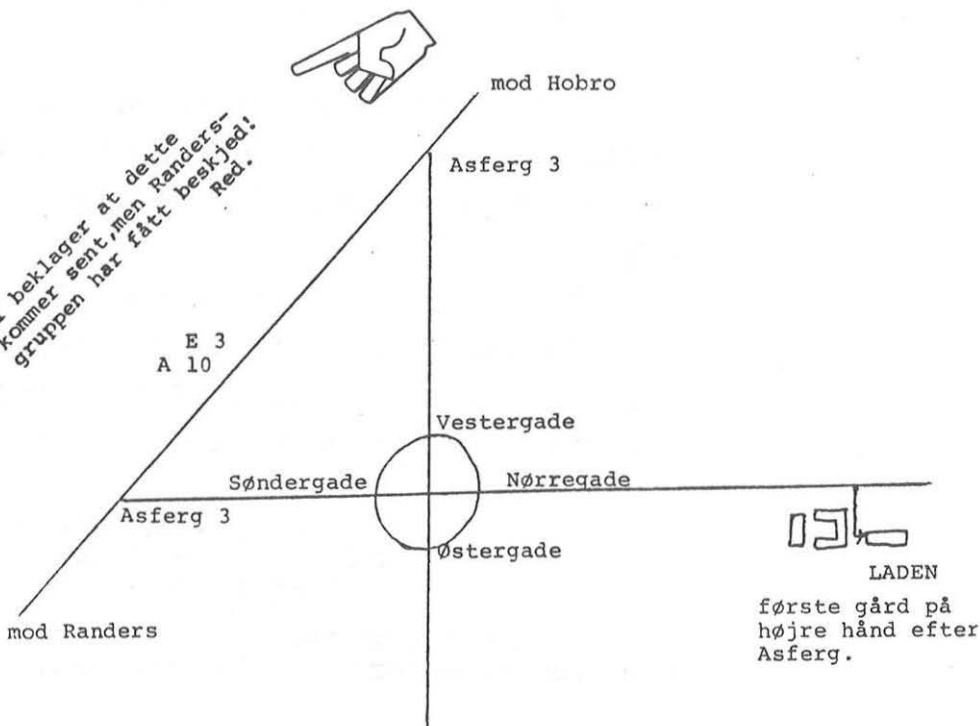 mod Hobro
Asferg 3
beklager at dette
kommer sent,men Randers-
gruppen har fått beskjed!
Red.
E 3
A 10
Vestergade
Søndergade
Nørregade
Asferg 3
Østergade
LADEN
første gård på
højre hånd efter
Asferg.
mod Randers